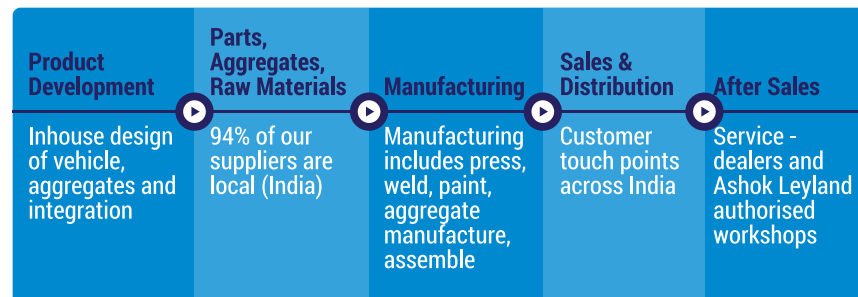 Product
Development
Inhouse design
of vehicle,
aggregates and
integration
Parts,
Aggregates,
Raw Materials
94% of our
suppliers are
local (India)
Manufacturing
Manufacturing
includes press,
weld, paint,
aggregate
manufacture,
assemble
Sales &
Distribution
Customer
touch points
across India
After Sales
Service -
dealers and
Ashok Leyland
authorised
workshops